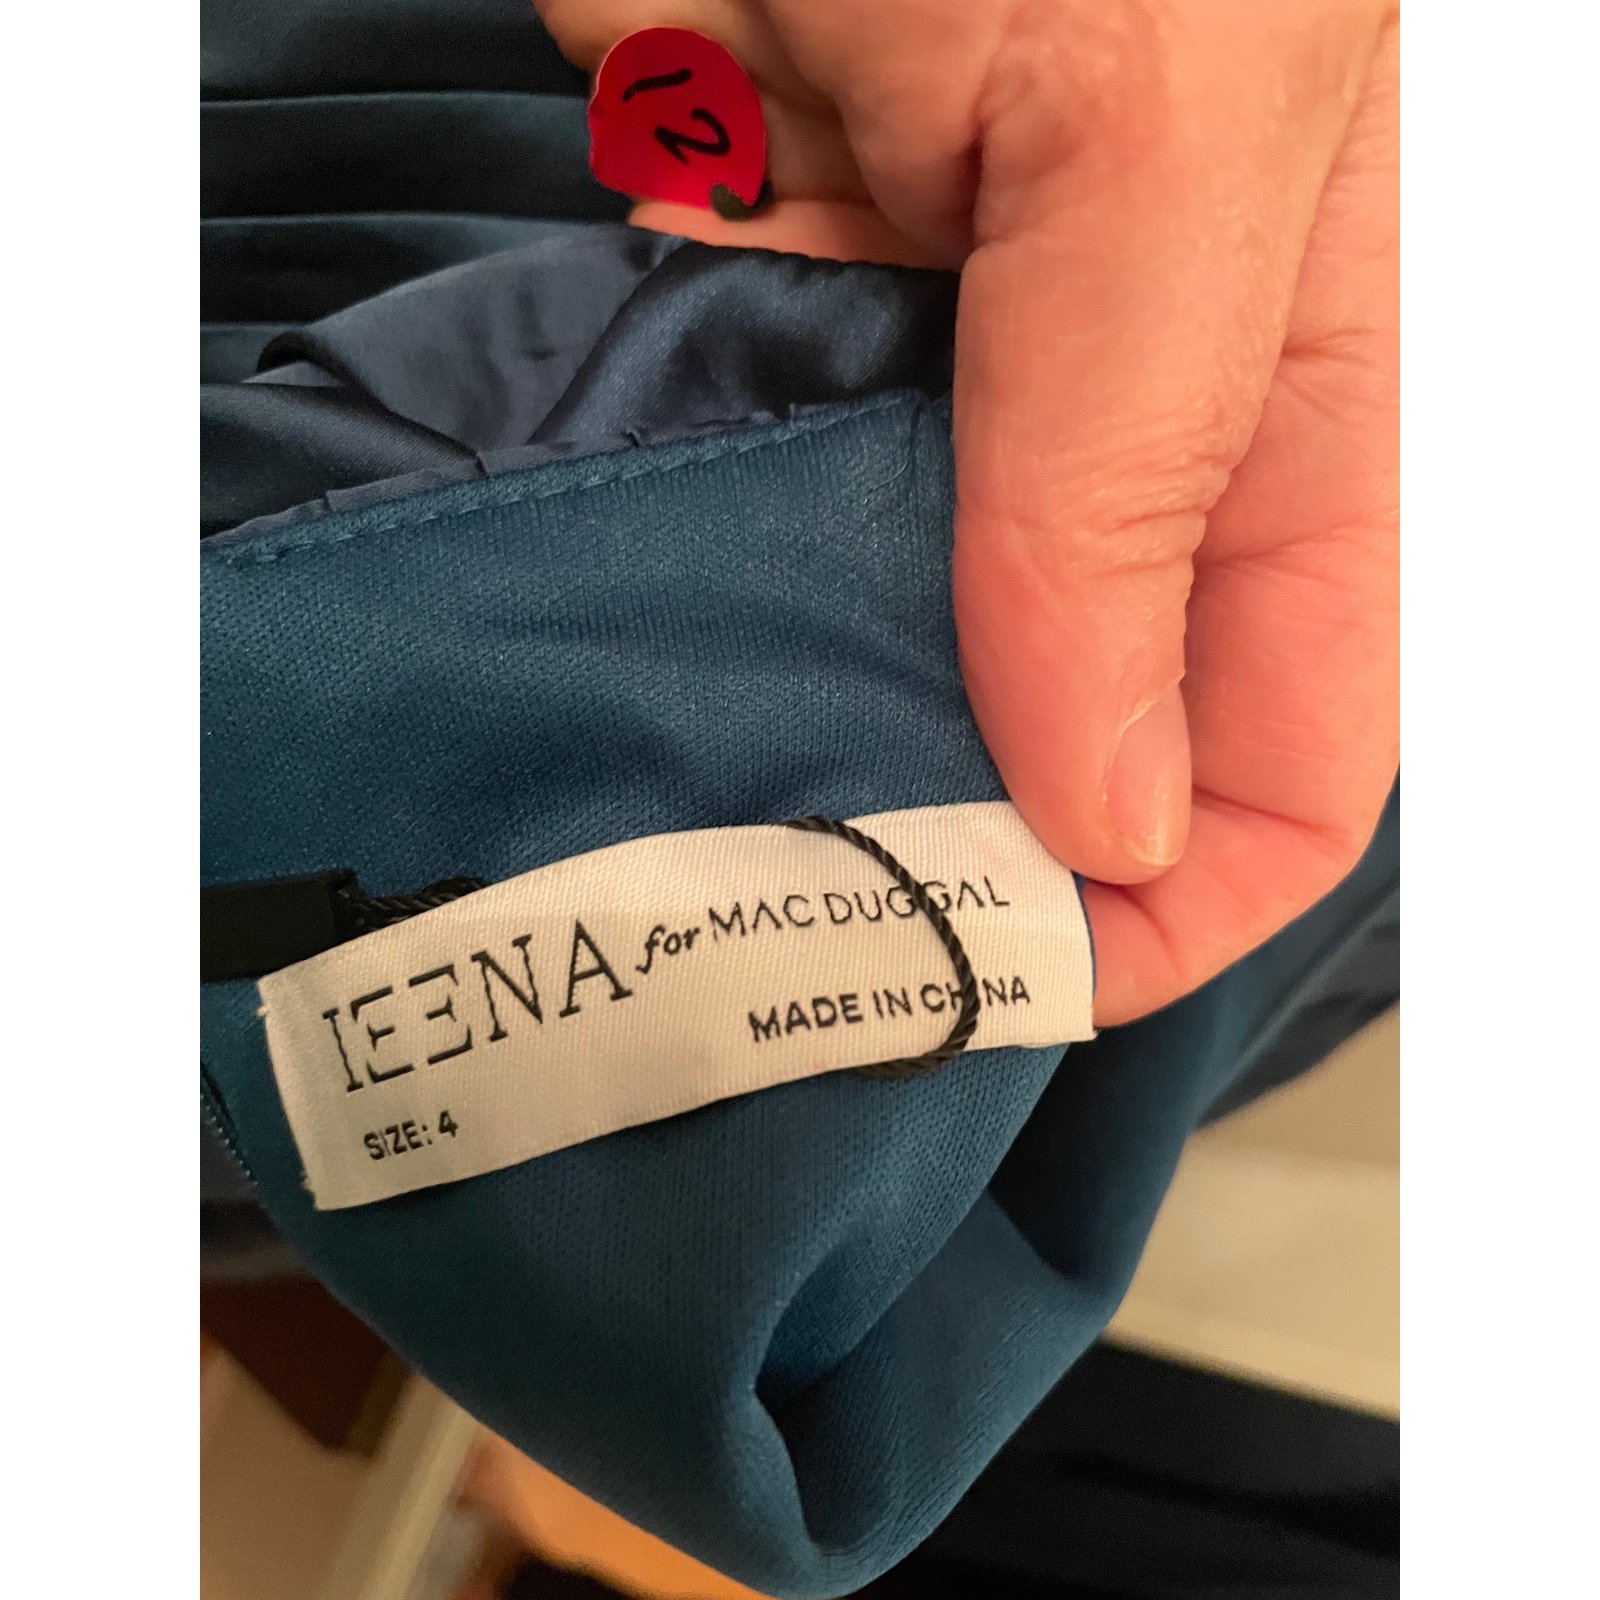 12
IEENA for MAC DUGGAL
MADE IN CHINA
SIZE: 4